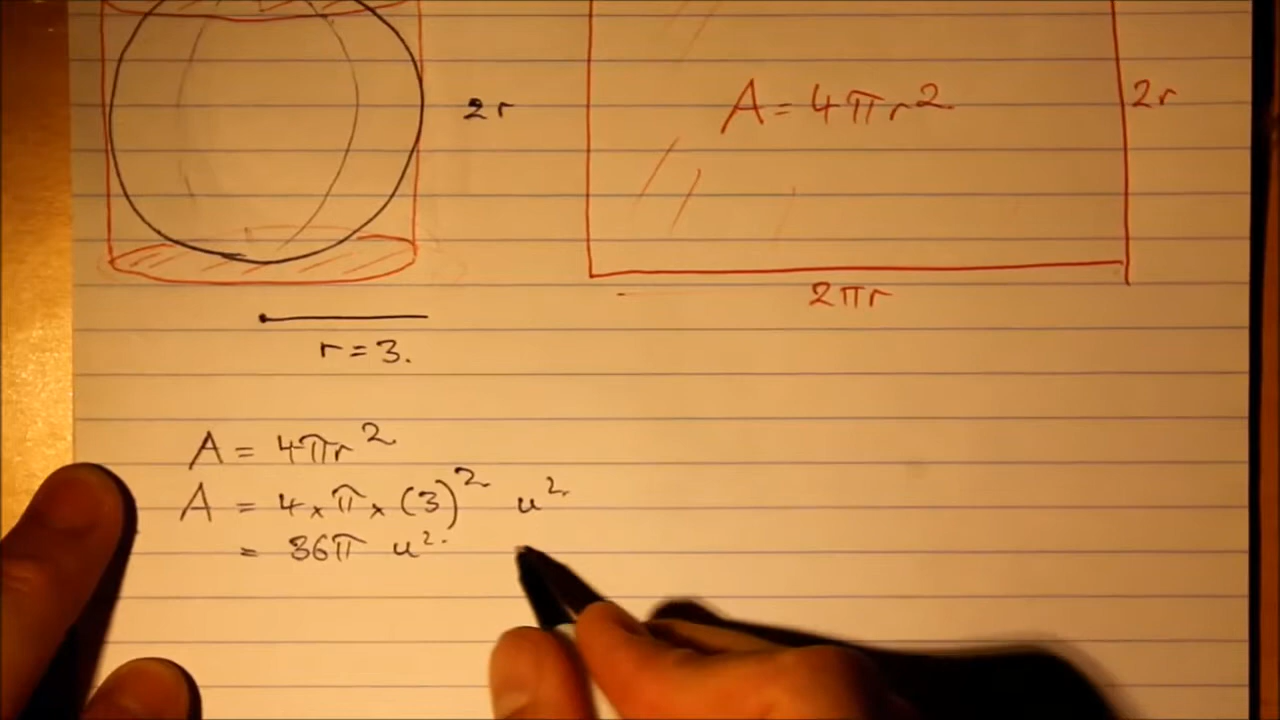 2r
A = 4πr²
2r
2πr
r = 3.
A = 4πr²
A = 4 × π × (3)² u²
= 36π u².